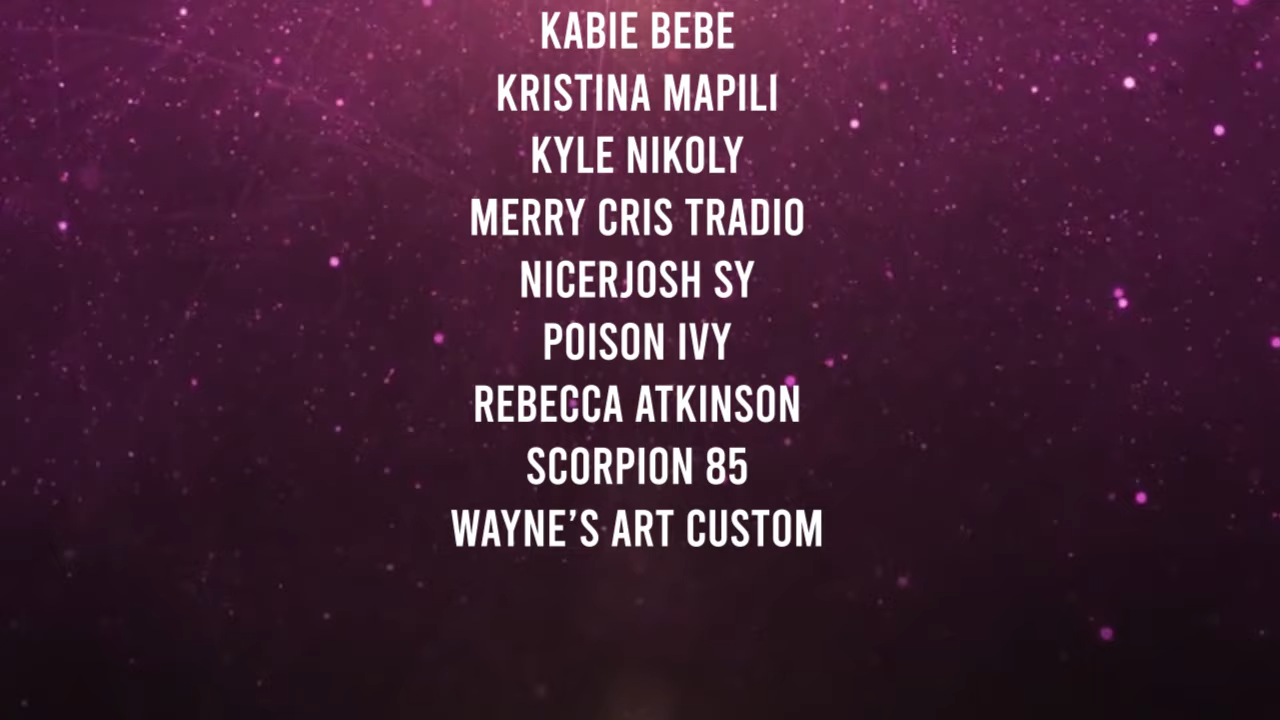 KABIE BEBE
KRISTINA MAPILI
KYLE NIKOLY
MERRY CRIS TRADIO
NICERJOSH SY
POISON IVY
REBECCA ATKINSON
SCORPION 85
WAYNE’S ART CUSTOM